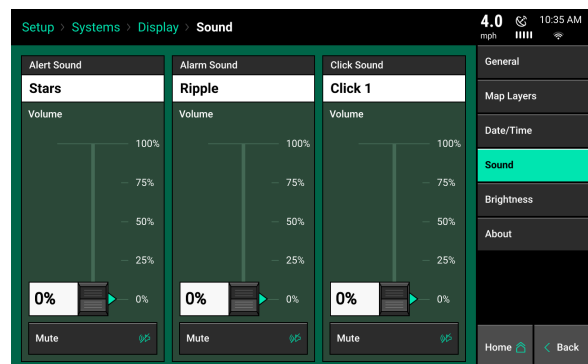 Setup > Systems > Display > Sound
4.0
mph
10:35 AM
Alert Sound
Stars
Volume
100%
75%
50%
25%
0%
0%
Mute
Alarm Sound
Ripple
Volume
100%
75%
50%
25%
0%
0%
Mute
Click Sound
Click 1
Volume
100%
75%
50%
25%
0%
0%
Mute
General
Map Layers
Date/Time
Sound
Brightness
About
Home
< Back